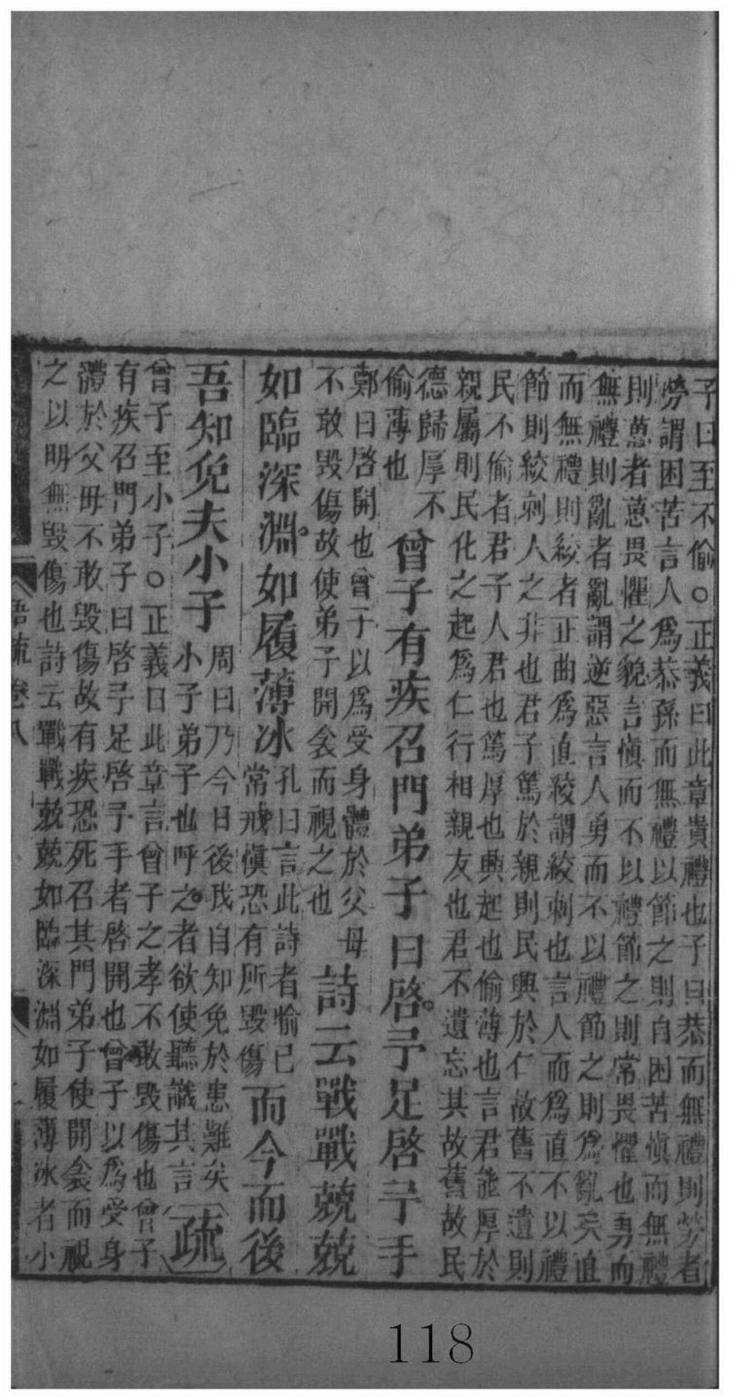 子曰至不偷○正義曰此章貴禮也子曰恭而無禮則勞者
勞謂困苦言人為恭孫而無禮以節之則自困苦慎而無禮
則葸者葸畏懼之貌言慎而不以禮節之則常畏懼也勇而
無禮則亂者亂謂逆惡言人勇而不以禮節之則為亂矣直
而無禮則絞者正曲為直絞謂絞刺也言人而為直不以禮
節則絞刺人之非也君子篤於親則民興於仁故舊不遺則
民不偷者君子人君也篤厚也興起也偷薄也言君能厚於
親屬則民化之起為仁行相親友也君不遺忘其故舊故民
德歸厚不
偷薄也
曾子有疾召門弟子曰啓予足啓予手
鄭曰啓開也曾子以為受身體於父母
不敢毀傷故使弟子開衾而視之也
詩云戰戰兢兢
如臨深淵如履薄冰
孔曰言此詩者喻已
常戒慎恐有所毀傷
而今而後
吾知免夫小子
周曰乃今日後我自知免於患難矣
小子弟子也呼之者欲使聽識其言
疏
曾子至小子○正義曰此章言曾子之孝不敢毀傷也曾子
有疾召門弟子曰啓予足啓予手者啓開也曾子以為受身
體於父母不敢毀傷故有疾恐死召其門弟子使開衾而視
之以明無毀傷也詩云戰戰兢兢如臨深淵如履薄冰者小
語疏卷八
118